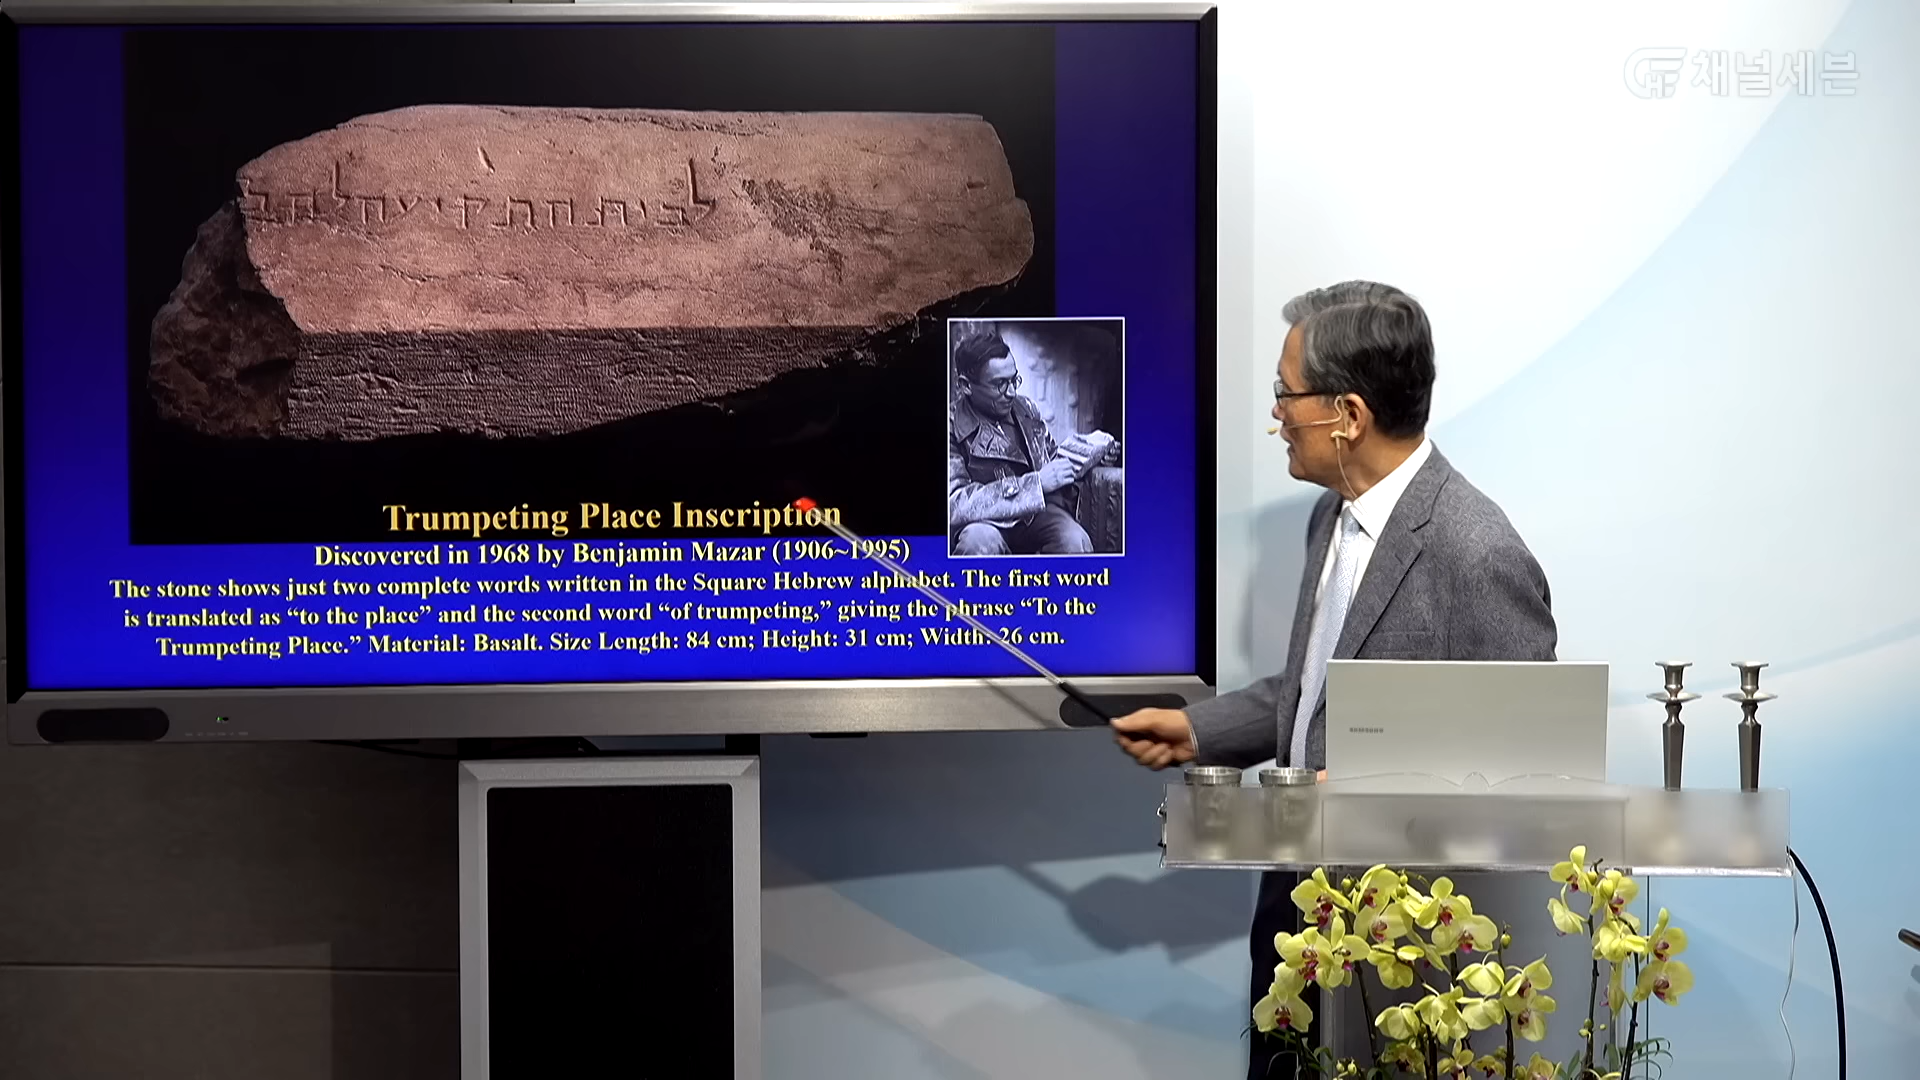 채널세븐
לבית התקיעה לה
Trumpeting Place Inscription
Discovered in 1968 by Benjamin Mazar (1906~1995)
The stone shows just two complete words written in the Square Hebrew alphabet. The first word
is translated as “to the place” and the second word “of trumpeting,” giving the phrase “To the
Trumpeting Place.” Material: Basalt. Size Length: 84 cm; Height: 31 cm; Width: 26 cm.
SAMSUNG